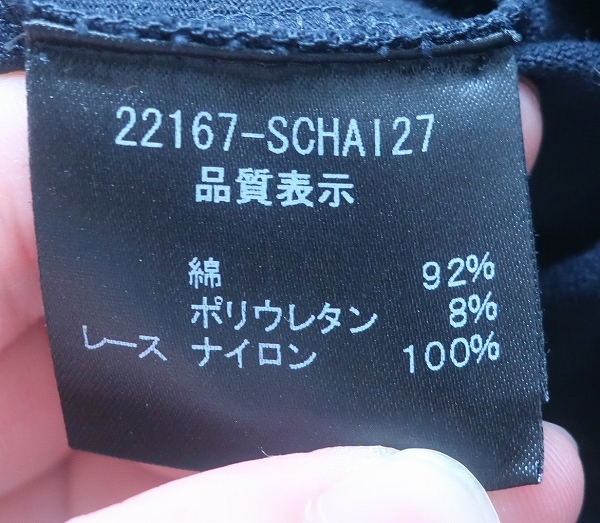 22167-SCHAI27
品質表示
綿 92%
ポリウレタン 8%
レース ナイロン 100%